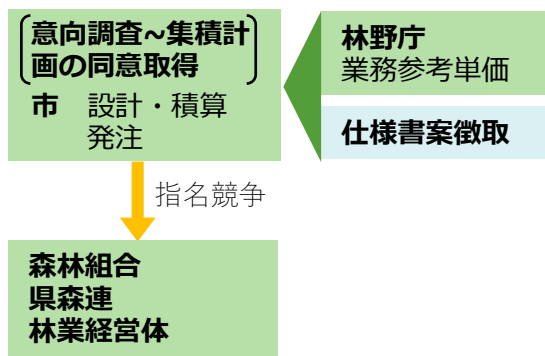 意向調査~集積計
画の同意取得
市 設計・積算
発注
林野庁
業務参考単価
仕様書案徴取
指名競争
森林組合
県森連
林業経営体